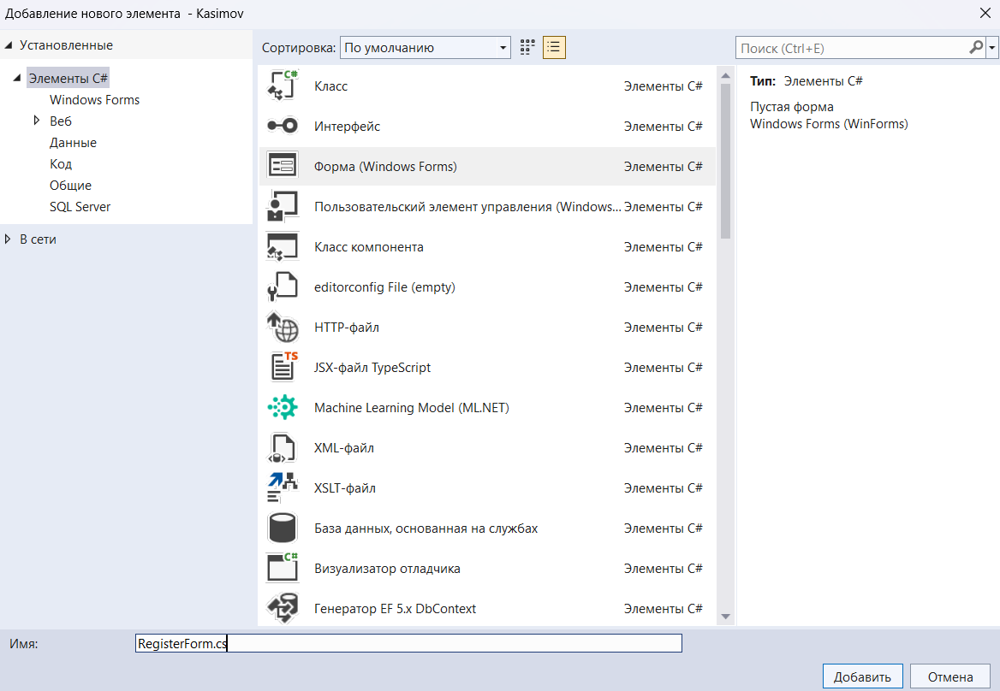 Добавление нового элемента - Kasimov
Установленные
Элементы C#
Windows Forms
Веб
Данные
Код
Общие
SQL Server
В сети
Сортировка: По умолчанию
Поиск (Ctrl+E)
C# Класс Элементы C#
Интерфейс Элементы C#
Форма (Windows Forms) Элементы C#
Пользовательский элемент управления (Windows... Элементы C#
Класс компонента Элементы C#
editorconfig File (empty) Элементы C#
HTTP-файл Элементы C#
TS JSX-файл TypeScript Элементы C#
Machine Learning Model (ML.NET) Элементы C#
XML-файл Элементы C#
XSLT-файл Элементы C#
База данных, основанная на службах Элементы C#
C# Визуализатор отладчика Элементы C#
Генератор EF 5.x DbContext Элементы C#
Тип: Элементы C#
Пустая форма
Windows Forms (WinForms)
Имя: RegisterForm.cs
Добавить Отмена